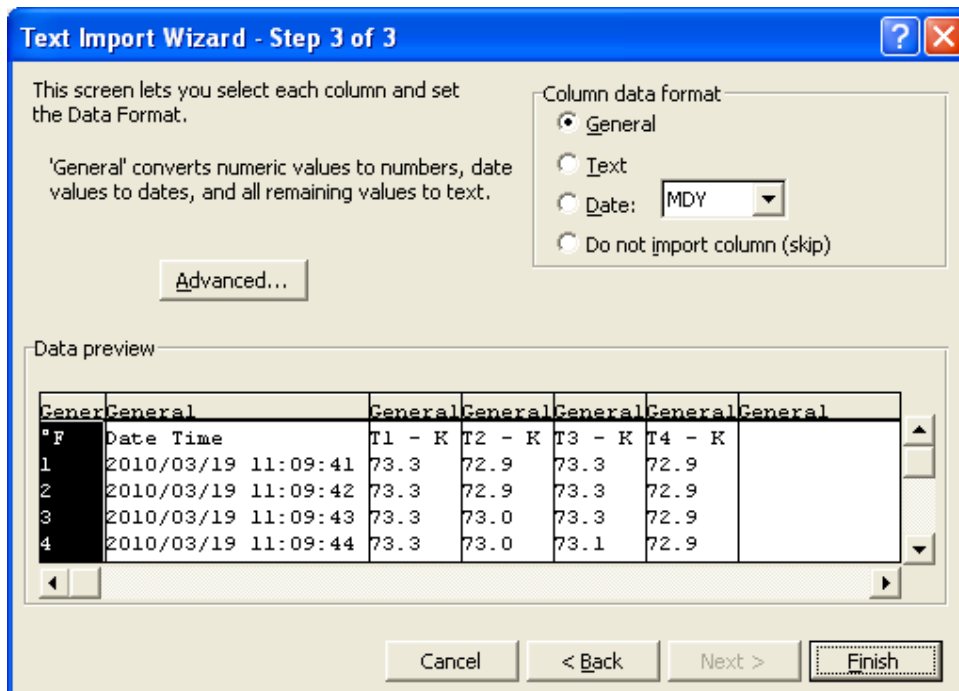 Text Import Wizard - Step 3 of 3
This screen lets you select each column and set
the Data Format.
'General' converts numeric values to numbers, date
values to dates, and all remaining values to text.
Advanced...
Column data format
General
Text
Date: MDY
Do not import column (skip)
Data preview
Gener General General General General General General
°F Date Time T1 - K T2 - K T3 - K T4 - K
1 2010/03/19 11:09:41 73.3 72.9 73.3 72.9
2 2010/03/19 11:09:42 73.3 72.9 73.3 72.9
3 2010/03/19 11:09:43 73.3 73.0 73.3 72.9
4 2010/03/19 11:09:44 73.3 73.0 73.1 72.9
Cancel < Back Next > Finish